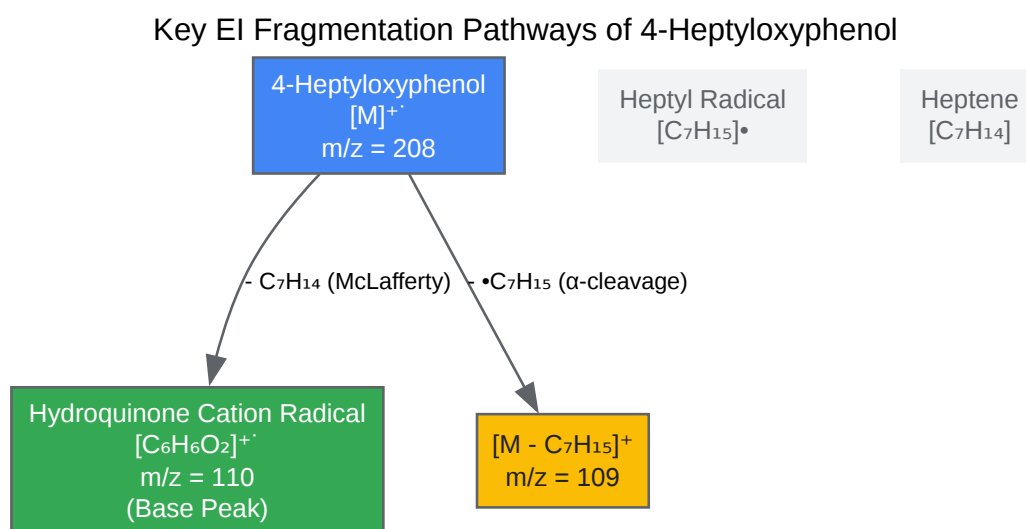 Key EI Fragmentation Pathways of 4-Heptyloxyphenol
4-Heptyloxyphenol
[M]⁺˙
m/z = 208
Heptyl Radical
[C₇H₁₅]•
Heptene
[C₇H₁₄]
- C₇H₁₄ (McLafferty)
- •C₇H₁₅ (α-cleavage)
Hydroquinone Cation Radical
[C₆H₆O₂]⁺˙
m/z = 110
(Base Peak)
[M - C₇H₁₅]⁺
m/z = 109